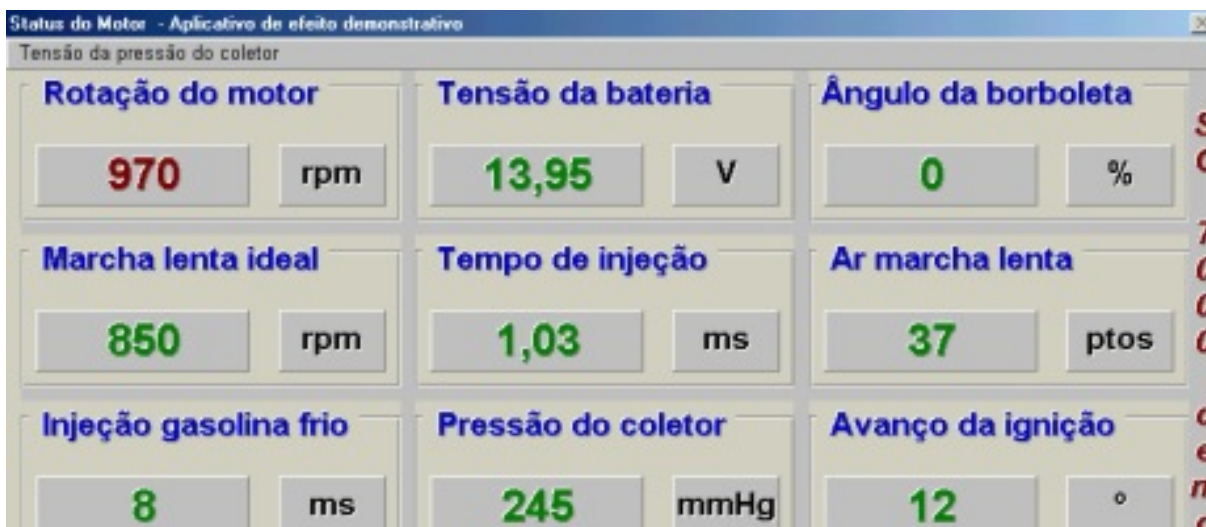 Status do Motor - Aplicativo de efeito demonstrativo
Tensão da pressão do coletor
Rotação do motor
970 rpm
Tensão da bateria
13,95 V
Ângulo da borboleta
0 %
Marcha lenta ideal
850 rpm
Tempo de injeção
1,03 ms
Ar marcha lenta
37 ptos
Injeção gasolina frio
8 ms
Pressão do coletor
245 mmHg
Avanço da ignição
12 °